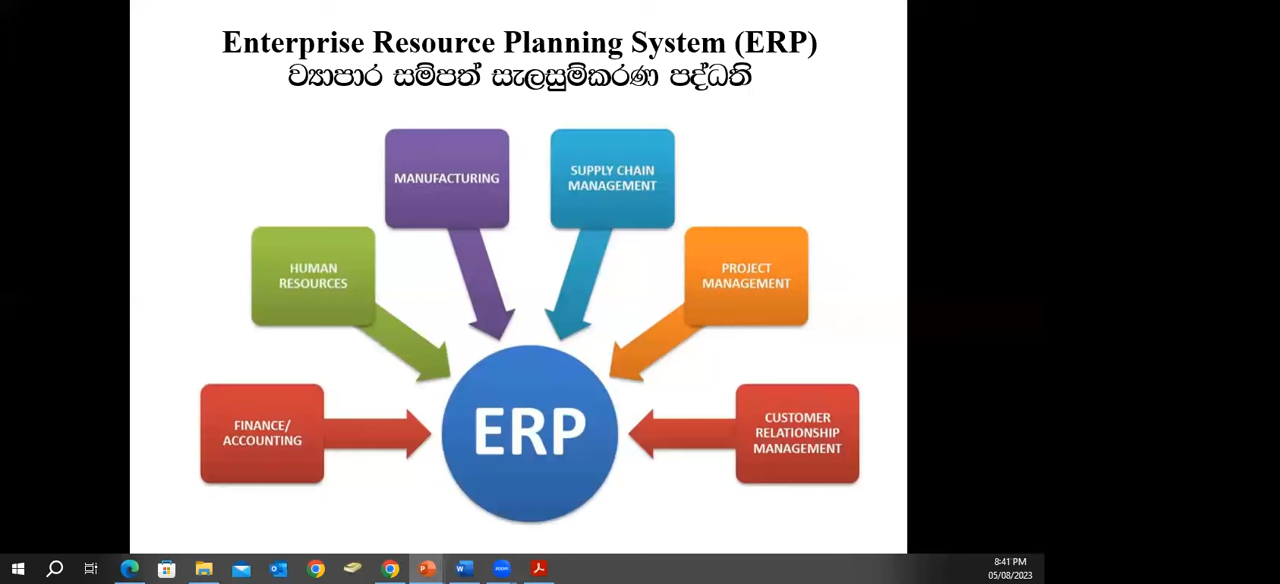 Enterprise Resource Planning System (ERP)
ව්‍යාපාර සම්පත් සැලසුම්කරණ පද්ධති
MANUFACTURING
SUPPLY CHAIN
MANAGEMENT
HUMAN
RESOURCES
PROJECT
MANAGEMENT
FINANCE/
ACCOUNTING
ERP
CUSTOMER
RELATIONSHIP
MANAGEMENT
8:41 PM
05/08/2023